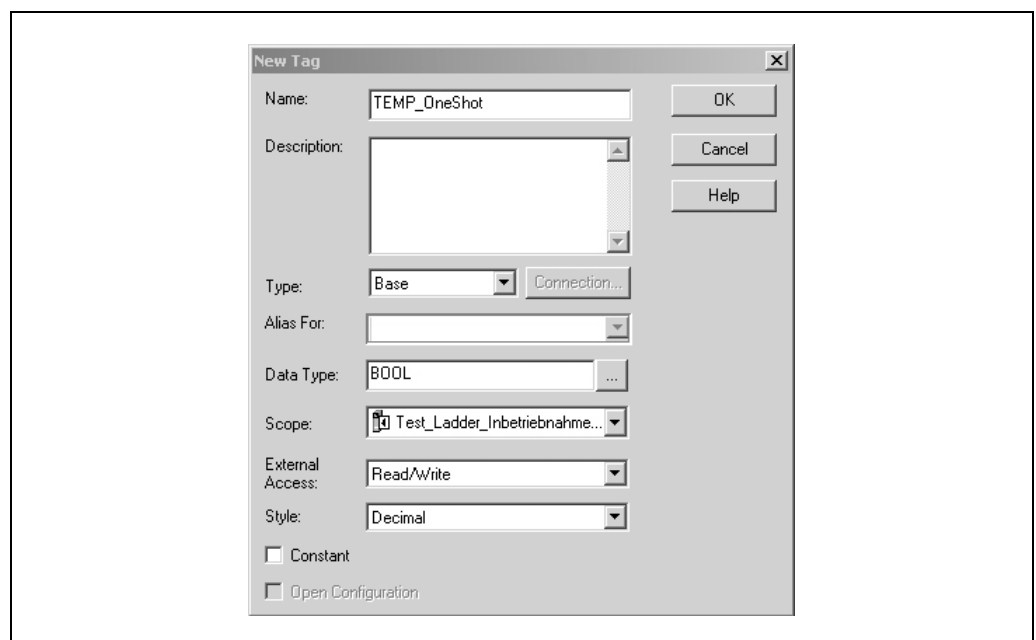 New Tag
Name: TEMP_OneShot OK
Description: Cancel
Help
Type: Base Connection...
Alias For:
Data Type: BOOL ...
Scope: Test_Ladder_Inbetriebnahme...
External
Access: Read/Write
Style: Decimal
Constant
Open Configuration